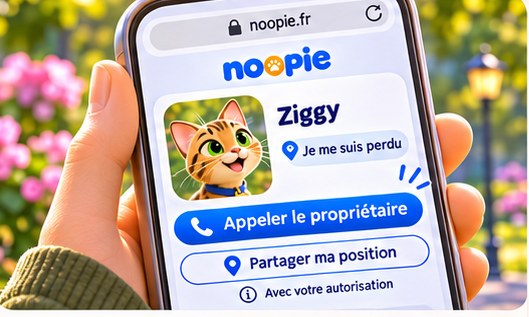 noopie.fr
noopie
Ziggy
Je me suis perdu
Appeler le propriétaire
Partager ma position
Avec votre autorisation